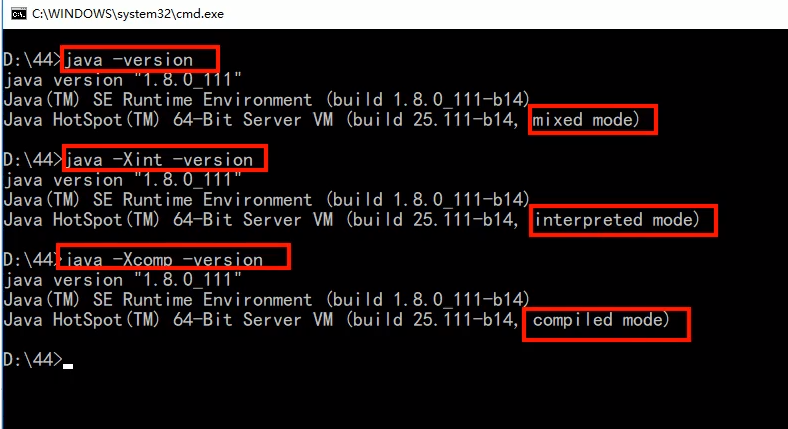 C:\WINDOWS\system32\cmd.exe
D:\44>java -version
java version "1.8.0_111"
Java(TM) SE Runtime Environment (build 1.8.0_111-b14)
Java HotSpot(TM) 64-Bit Server VM (build 25.111-b14, mixed mode)
D:\44>java -Xint -version
java version "1.8.0_111"
Java(TM) SE Runtime Environment (build 1.8.0_111-b14)
Java HotSpot(TM) 64-Bit Server VM (build 25.111-b14, interpreted mode)
D:\44>java -Xcomp -version
java version "1.8.0_111"
Java(TM) SE Runtime Environment (build 1.8.0_111-b14)
Java HotSpot(TM) 64-Bit Server VM (build 25.111-b14, compiled mode)
D:\44>